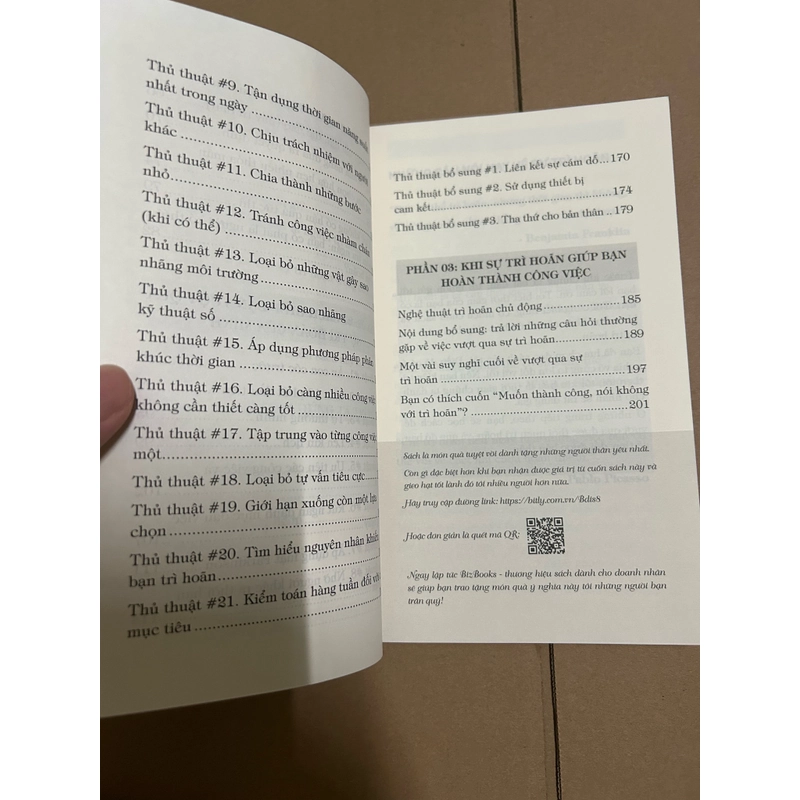 Thủ thuật #9. Tận dụng thời gian năng suất
nhất trong ngày
Thủ thuật #10. Chịu trách nhiệm với người
khác
Thủ thuật #11. Chia thành những bước
nhỏ
Thủ thuật #12. Tránh công việc nhàm chán
(khi có thể)
Thủ thuật #13. Loại bỏ những vật gây sao
nhãng môi trường
Thủ thuật #14. Loại bỏ sao nhãng
kỹ thuật số
Thủ thuật #15. Áp dụng phương pháp phân
khúc thời gian
Thủ thuật #16. Loại bỏ càng nhiều công việc
không cần thiết càng tốt
Thủ thuật #17. Tập trung vào từng công việc
một
Thủ thuật #18. Loại bỏ tự vấn tiêu cực
Thủ thuật #19. Giới hạn xuống còn một lựa
chọn
Thủ thuật #20. Tìm hiểu nguyên nhân khiến
bạn trì hoãn
Thủ thuật #21. Kiểm toán hàng tuần đối với
mục tiêu
Thủ thuật bổ sung #1. Liên kết sự cám dỗ...170
Thủ thuật bổ sung #2. Sử dụng thiết bị
cam kết...174
Thủ thuật bổ sung #3. Tha thứ cho bản thân ..179
PHẦN 03: KHI SỰ TRÌ HOÃN GIÚP BẠN
HOÀN THÀNH CÔNG VIỆC
Nghệ thuật trì hoãn chủ động...185
Nội dung bổ sung: trả lời những câu hỏi thường
gặp về việc vượt qua sự trì hoãn...189
Một vài suy nghĩ cuối về vượt qua sự
trì hoãn...197
Bạn có thích cuốn “Muốn thành công, nói không
với trì hoãn”?...201
Sách là món quà tuyệt vời dành tặng những người thân yêu nhất.
Còn gì đặc biệt hơn khi bạn nhận được giá trị từ cuốn sách này và
gieo hạt tốt lành đó tới nhiều người hơn nữa.
Hãy truy cập đường link: https://bitly.com.vn/Bdis8
Hoặc đơn giản là quét mã QR:
Ngay lập tức BizBooks - thương hiệu sách dành cho doanh nhân
sẽ giúp bạn trao tặng món quà ý nghĩa này tới những người bạn
trân quý!